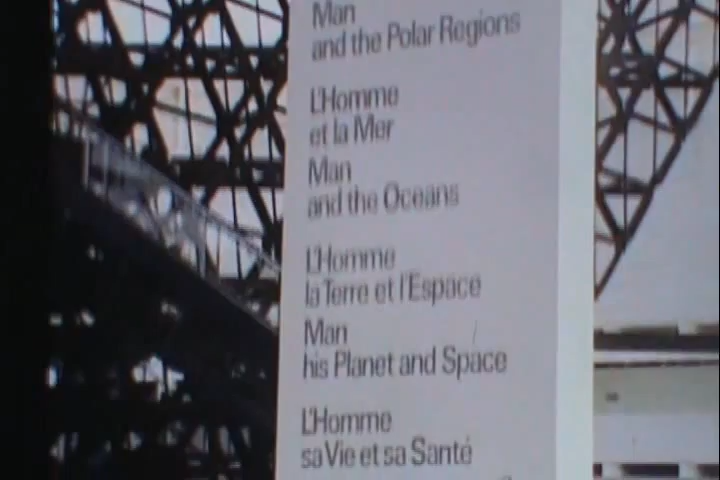 Man
and the Polar Regions
L'Homme
et la Mer
Man
and the Oceans
L'Homme
la Terre et l'Espace
Man
his Planet and Space
L'Homme
sa Vie et sa Santé